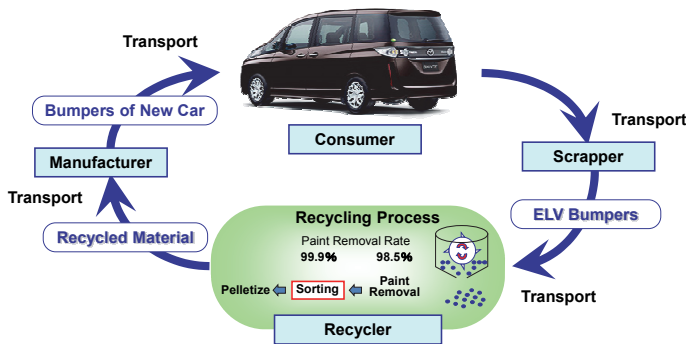 Transport
Bumpers of New Car
Consumer
Transport
Manufacturer
Scrapper
Transport
ELV Bumpers
Recycled Material
Recycling Process
Paint Removal Rate
99.9% 98.5%
Pelletize Sorting Paint
Removal
Transport
Recycler